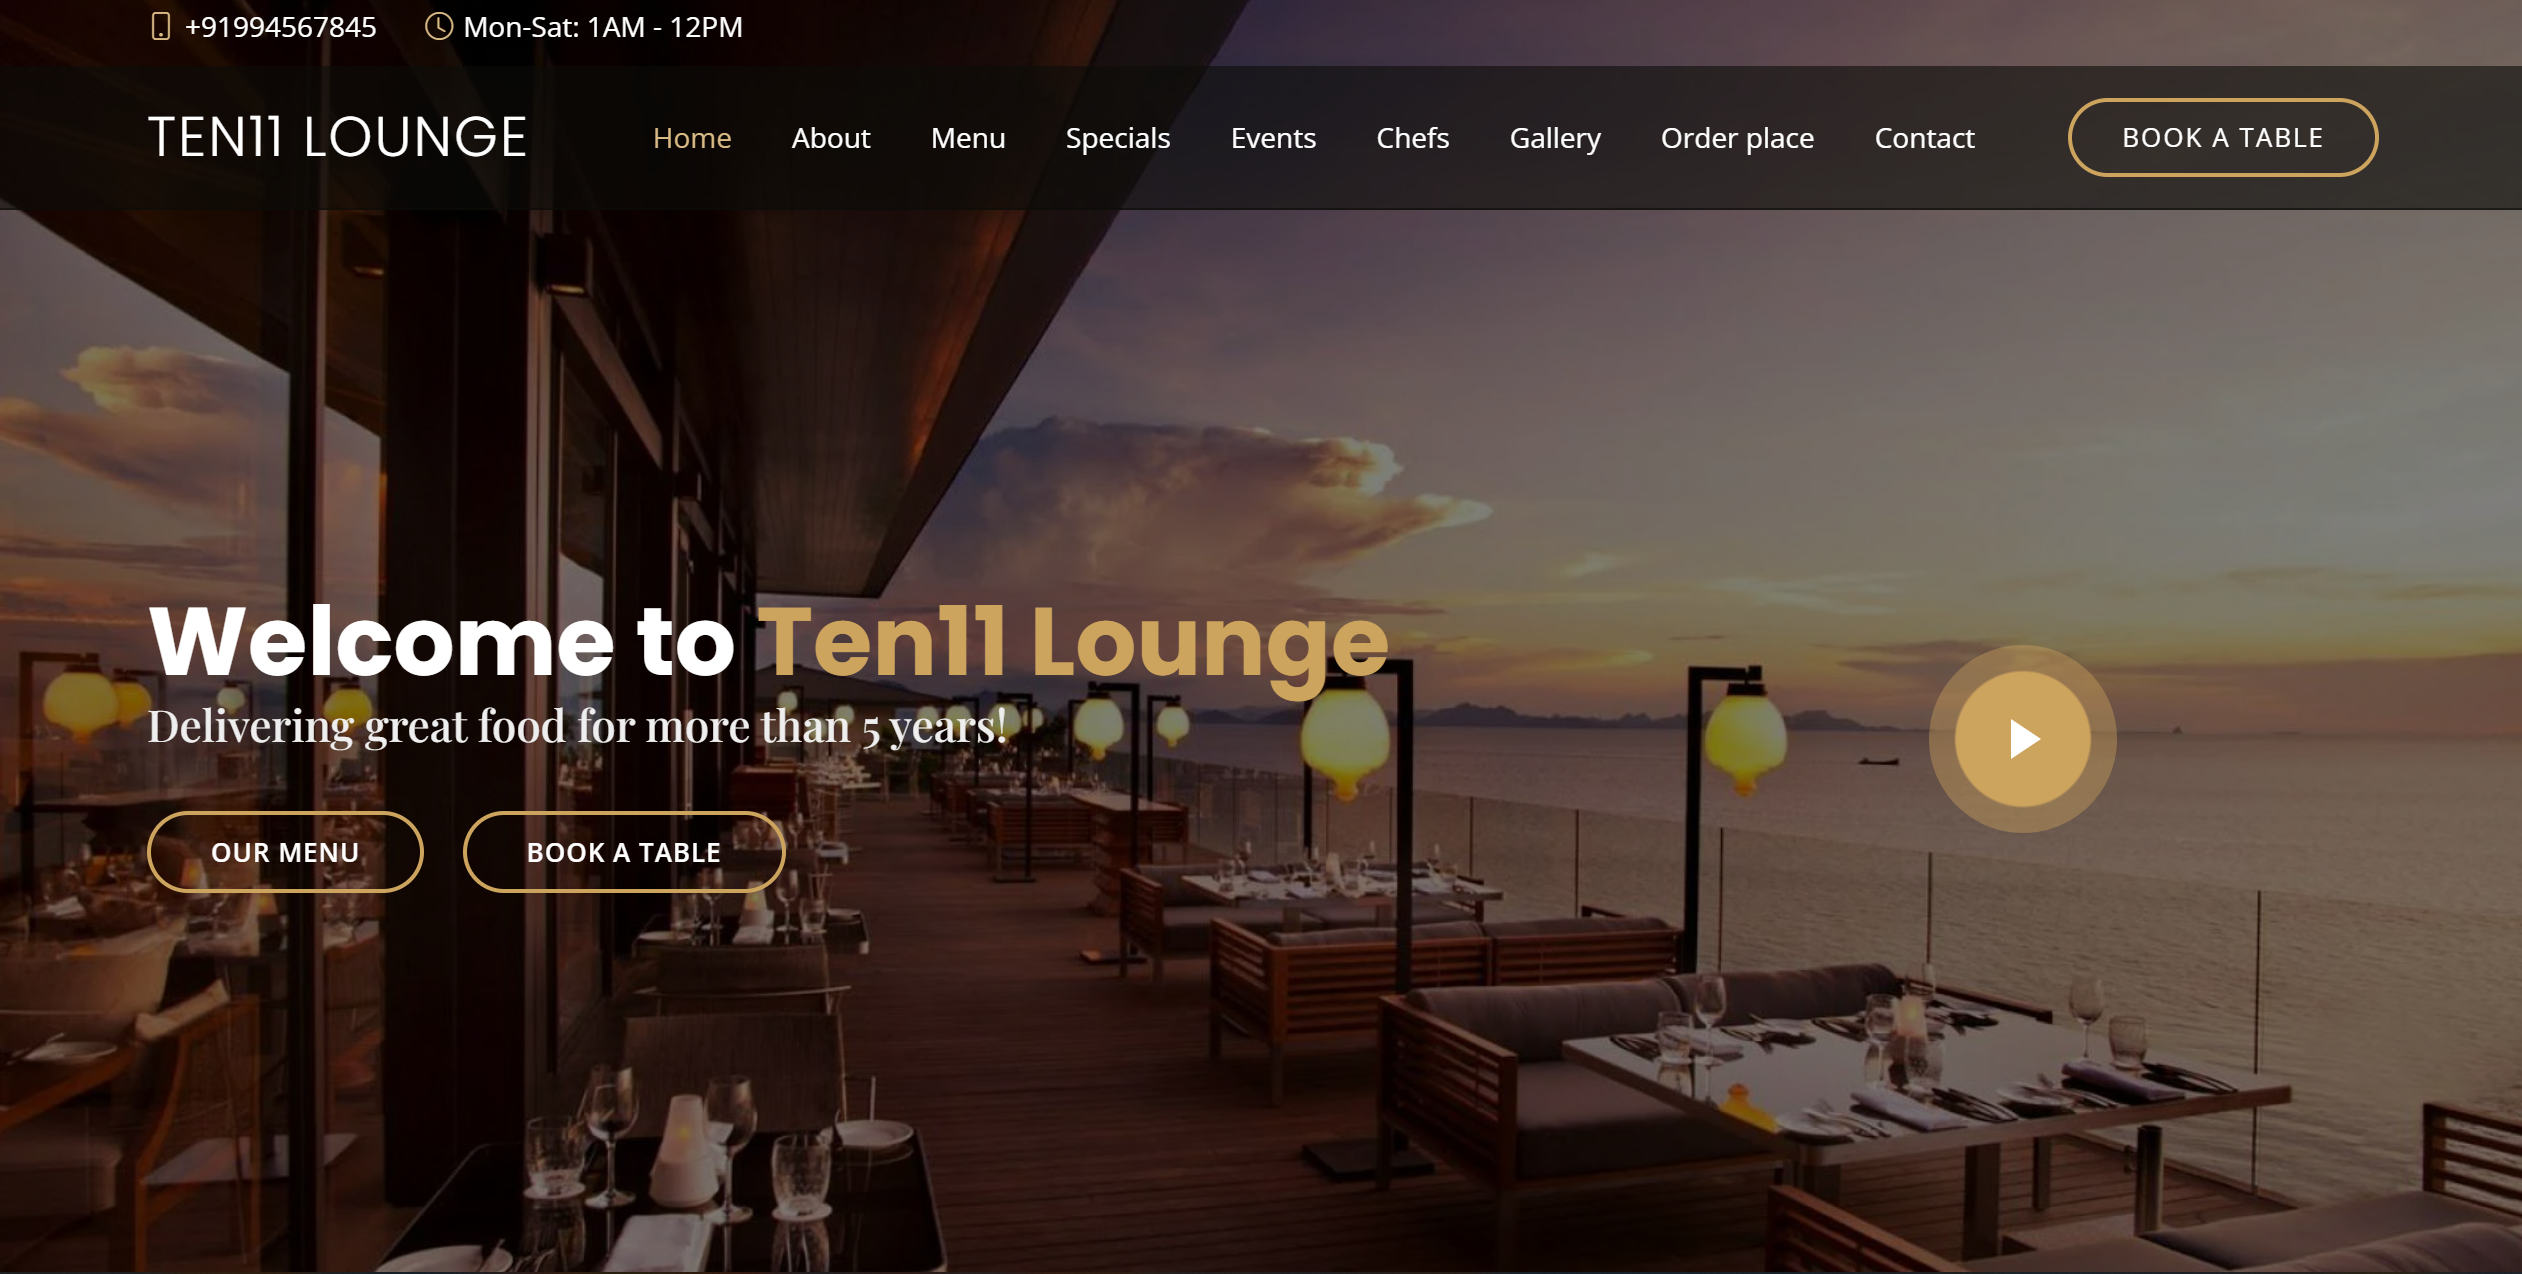 +91994567845 Mon-Sat: 1AM - 12PM
TEN11 LOUNGE Home About Menu Specials Events Chefs Gallery Order place Contact BOOK A TABLE
Welcome to Ten11 Lounge
Delivering great food for more than 5 years!
OUR MENU BOOK A TABLE